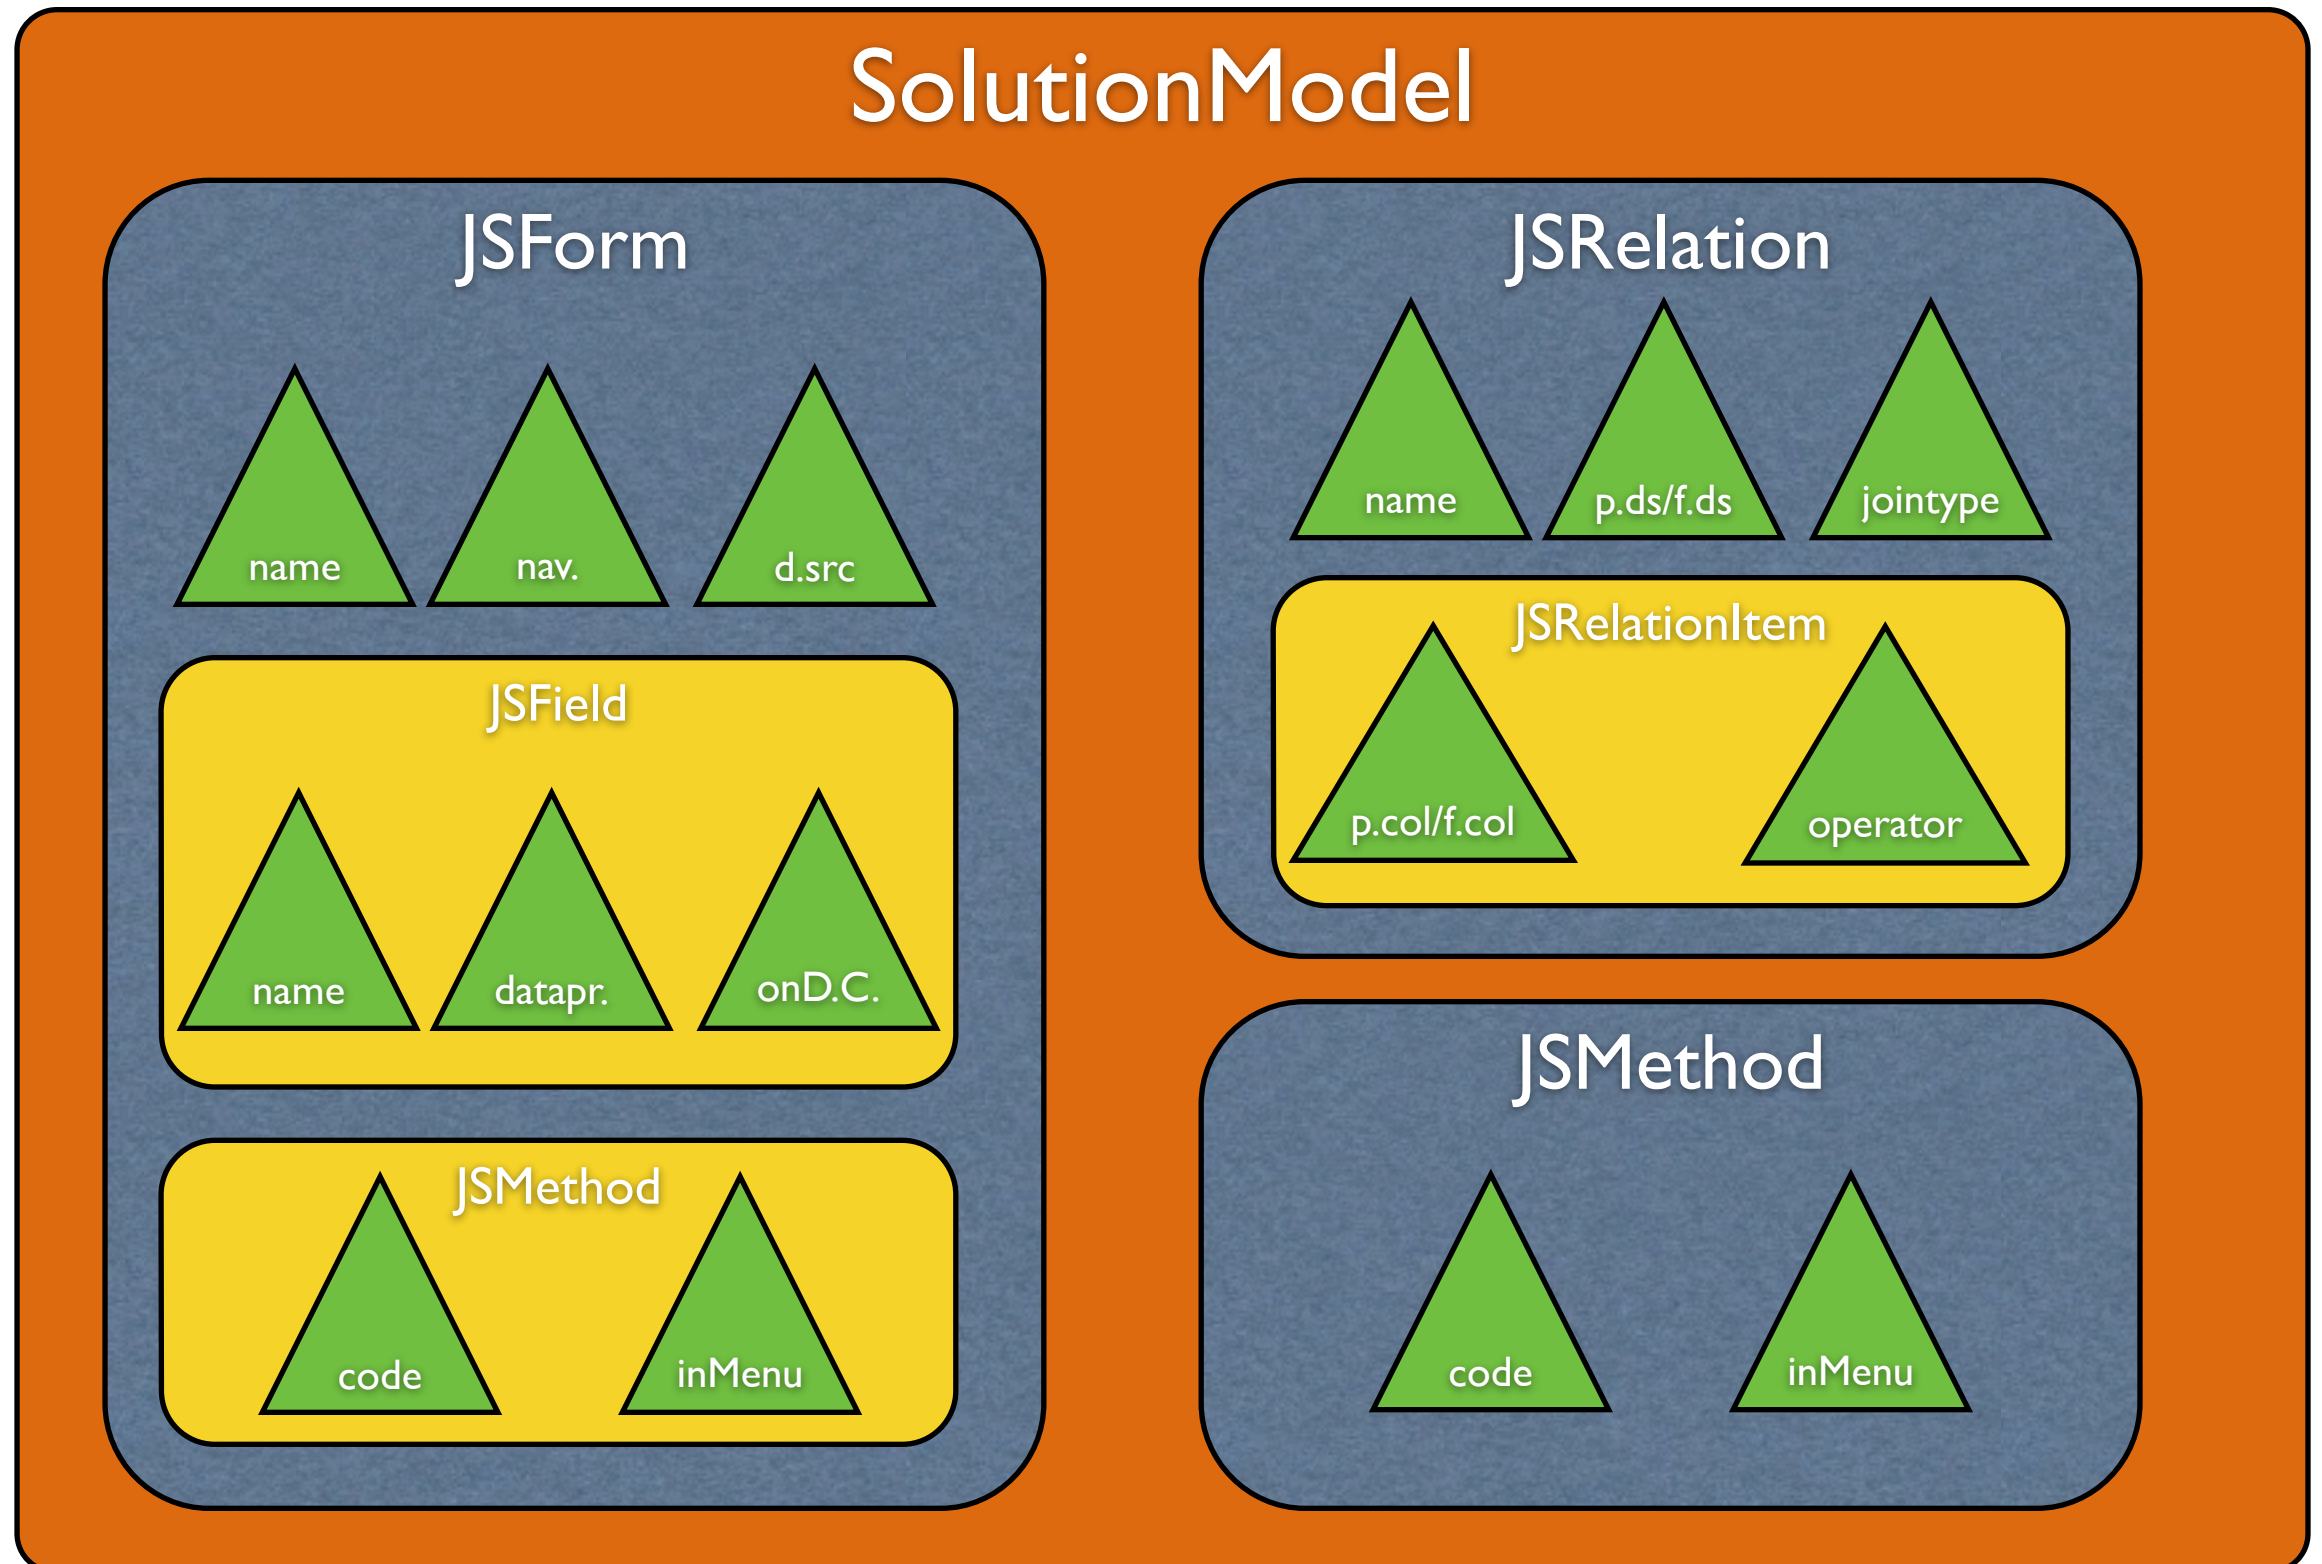 SolutionModel
JSForm
name
nav.
d.src
JSField
name
datapr.
onD.C.
JSMethod
code
inMenu
JSRelation
name
p.ds/f.ds
jointype
JSRelationItem
p.col/f.col
operator
JSMethod
code
inMenu